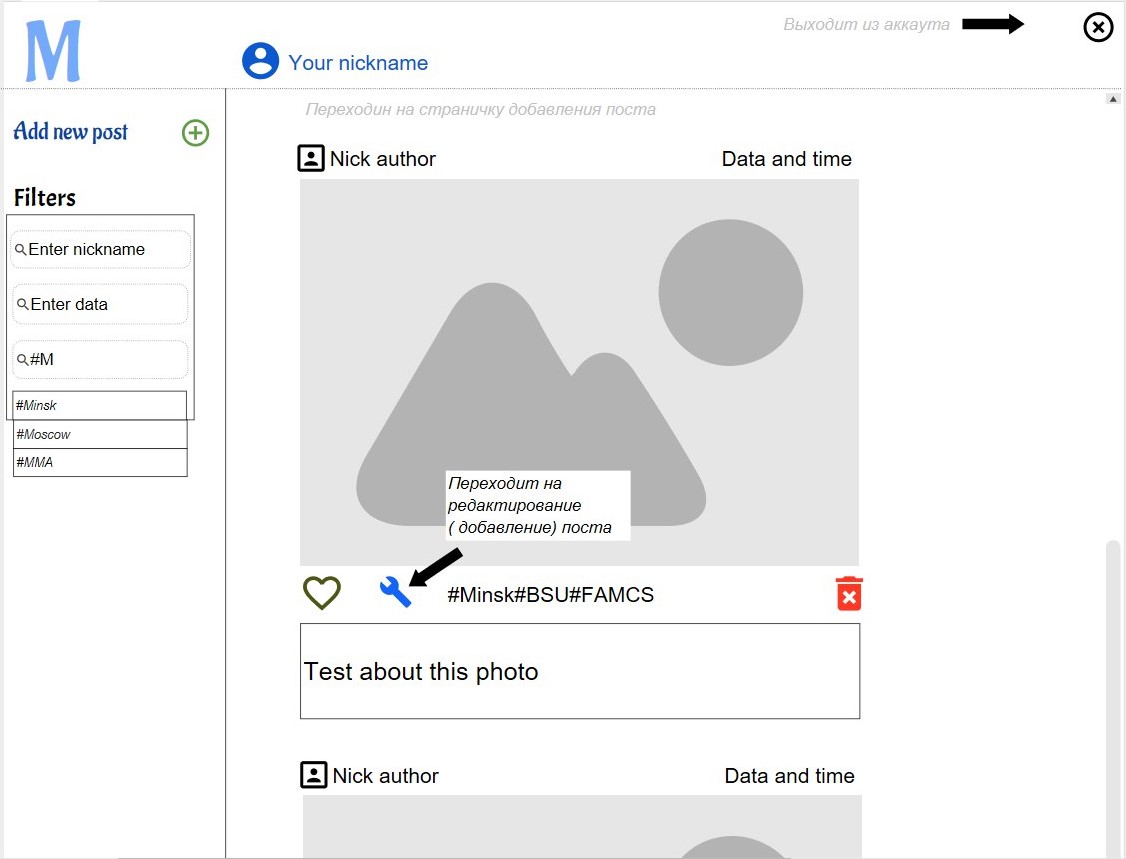 Выходит из аккаунта
M
Your nickname
Переходин на страничку добавления поста
Add new post
Filters
Enter nickname
Enter data
#M
#Minsk
#Moscow
#MMA
Nick author
Data and time
Переходит на
редактирование
( добавление) поста
#Minsk#BSU#FAMCS
Test about this photo
Nick author
Data and time